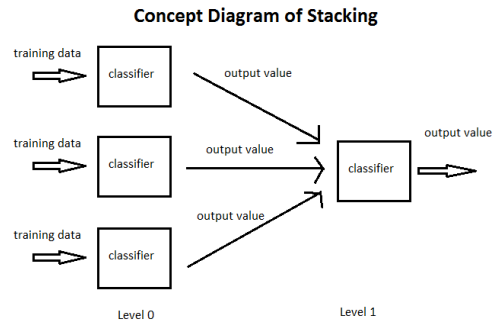 Concept Diagram of Stacking
training data
classifier
output value
training data
classifier
output value
output value
classifier
training data
classifier
output value
Level 0
Level 1